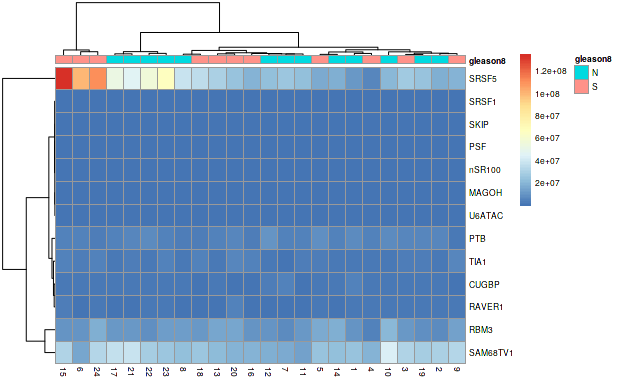 gleason8
gleason8
N
S
SRSF5
SRSF1
SKIP
PSF
nSR100
MAGOH
U6ATAC
PTB
TIA1
CUGBP
RAVER1
RBM3
SAM68TV1
1.2e+08
1e+08
8e+07
6e+07
4e+07
2e+07
15 6 24 17 21 22 23 8 18 13 20 16 12 7 11 5 14 1 4 10 3 19 2 9